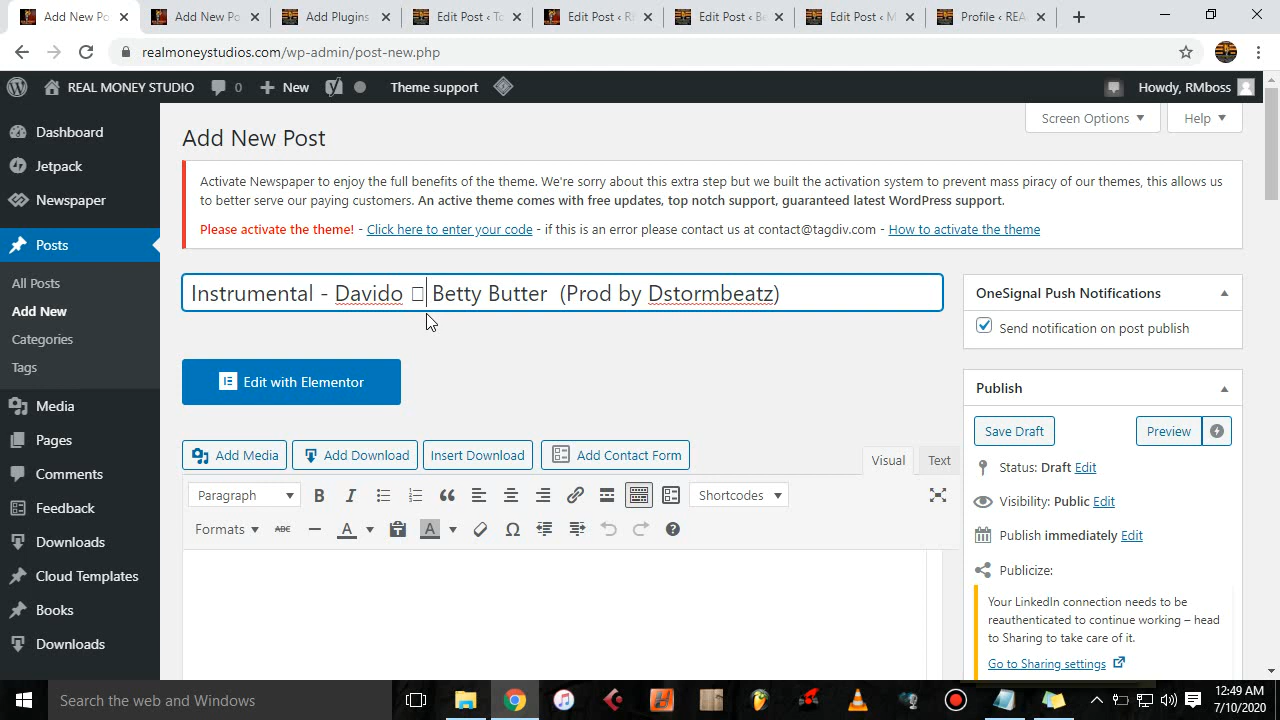 Add New Po
Add New Po
Add Plugins
Edit Post ‹ To
Edit Post ‹ Rl
Edit Post ‹ Be
Edit Post ‹ M
Profile ‹ REA
realmoneystudios.com/wp-admin/post-new.php
REAL MONEY STUDIO
0
New
Theme support
Howdy, RMboss
Dashboard
Jetpack
Newspaper
Posts
All Posts
Add New
Categories
Tags
Media
Pages
Comments
Feedback
Downloads
Cloud Templates
Books
Downloads
Screen Options
Help
Add New Post
Activate Newspaper to enjoy the full benefits of the theme. We're sorry about this extra step but we built the activation system to prevent mass piracy of our themes, this allows us
to better serve our paying customers. An active theme comes with free updates, top notch support, guaranteed latest WordPress support.
Please activate the theme! - Click here to enter your code - if this is an error please contact us at contact@tagdiv.com - How to activate the theme
Instrumental - Davido □ Betty Butter (Prod by Dstormbeatz)
Edit with Elementor
Add Media
Add Download
Insert Download
Add Contact Form
Visual
Text
Paragraph
B
I
Shortcodes
Formats
ABC
A
A
Ω
OneSignal Push Notifications
Send notification on post publish
Publish
Save Draft
Preview
Status: Draft Edit
Visibility: Public Edit
Publish immediately Edit
Publicize:
Your LinkedIn connection needs to be
reauthenticated to continue working – head
to Sharing to take care of it.
Go to Sharing settings
Search the web and Windows
12:49 AM
7/10/2020